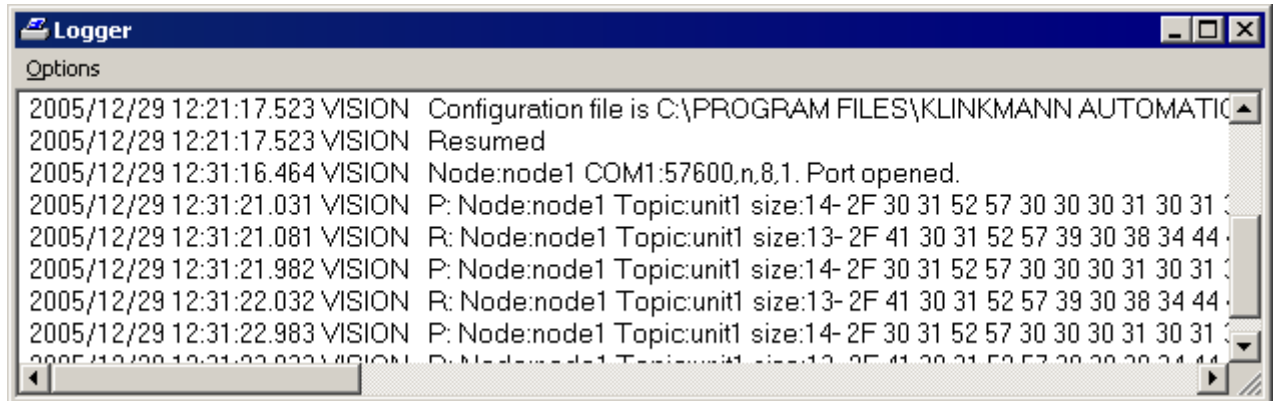 Logger
Options
2005/12/29 12:21:17.523 VISION Configuration file is C:\PROGRAM FILES\KLINKMANN AUTOMATIC
2005/12/29 12:21:17.523 VISION Resumed
2005/12/29 12:31:16.464 VISION Node:node1 COM1:57600,n,8,1. Port opened.
2005/12/29 12:31:21.031 VISION P: Node:node1 Topic:unit1 size:14- 2F 30 31 52 57 30 30 30 31 30 31
2005/12/29 12:31:21.081 VISION R: Node:node1 Topic:unit1 size:13- 2F 41 30 31 52 57 39 30 38 34 44
2005/12/29 12:31:21.982 VISION P: Node:node1 Topic:unit1 size:14- 2F 30 31 52 57 30 30 30 31 30 31
2005/12/29 12:31:22.032 VISION R: Node:node1 Topic:unit1 size:13- 2F 41 30 31 52 57 39 30 38 34 44
2005/12/29 12:31:22.983 VISION P: Node:node1 Topic:unit1 size:14- 2F 30 31 52 57 30 30 30 31 30 31